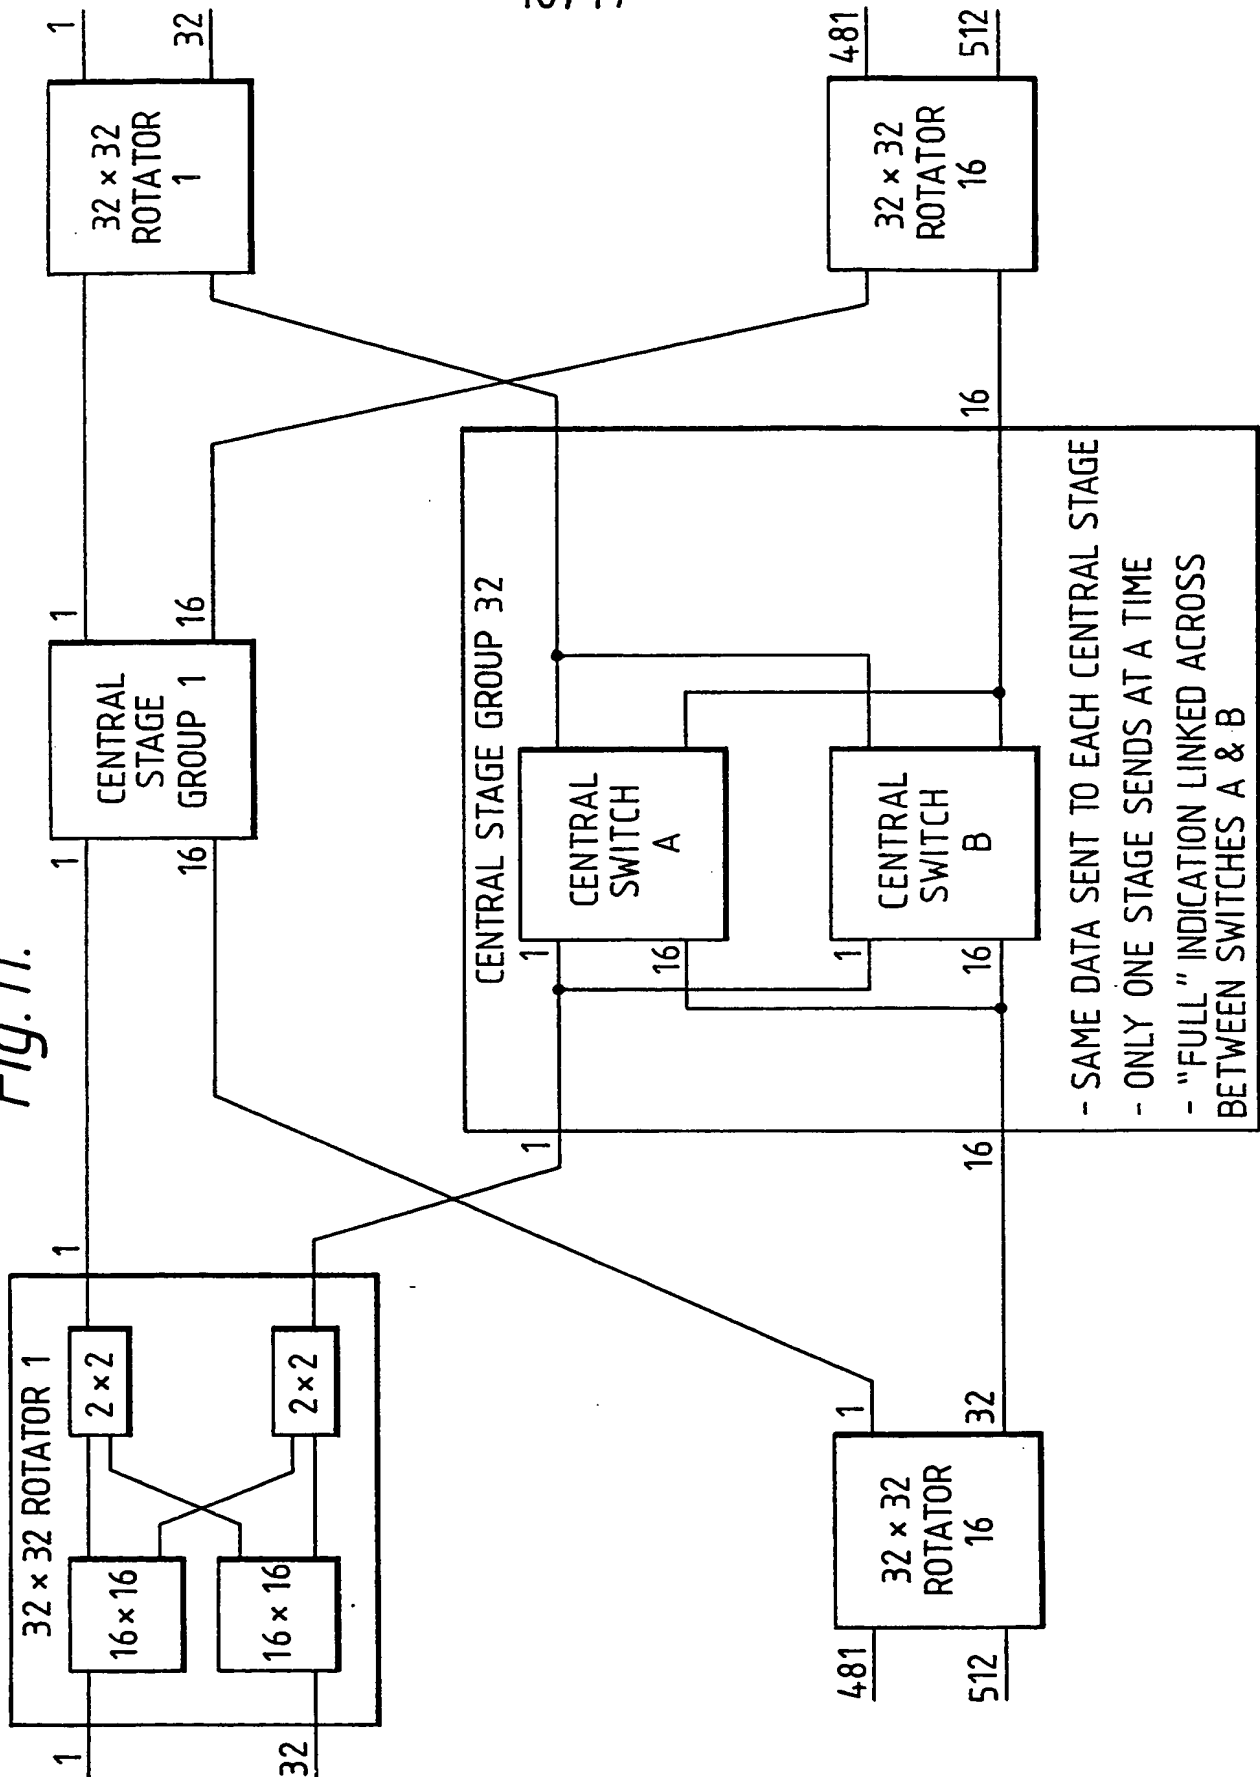 Fig. 11.
32 × 32 ROTATOR 1
1
32
16 × 16
16 × 16
2 × 2
2 × 2
1
481
512
32 × 32
ROTATOR
16
1
32
1
16
CENTRAL
STAGE
GROUP 1
1
16
1
16
CENTRAL STAGE GROUP 32
1
16
CENTRAL
SWITCH
A
1
16
CENTRAL
SWITCH
B
16
- SAME DATA SENT TO EACH CENTRAL STAGE
- ONLY ONE STAGE SENDS AT A TIME
- "FULL" INDICATION LINKED ACROSS
BETWEEN SWITCHES A & B
32 × 32
ROTATOR
1
1
32
32 × 32
ROTATOR
16
481
512